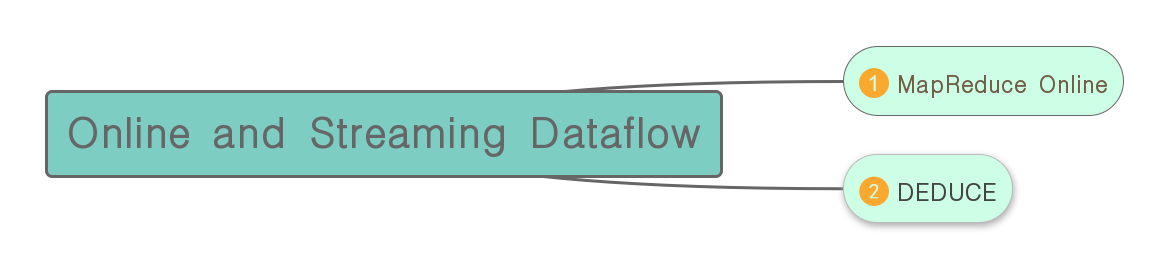 Online and Streaming Dataflow
1 MapReduce Online
2 DEDUCE